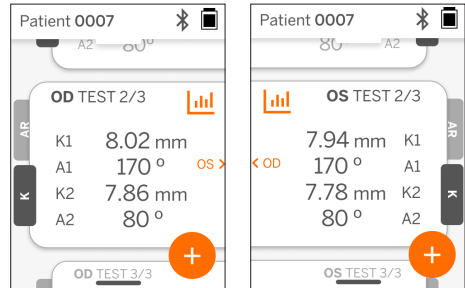 Patient 0007
A2 80°
OD TEST 2/3
AR
K1 8.02 mm
A1 170 °
OS >
K2 7.86 mm
K
A2 80 °
+
OD TEST 3/3
Patient 0007
80 A2
OS TEST 2/3
AR
7.94 mm K1
< OD
170 ° A1
7.78 mm K2
K
80 ° A2
+
OS TEST 3/3